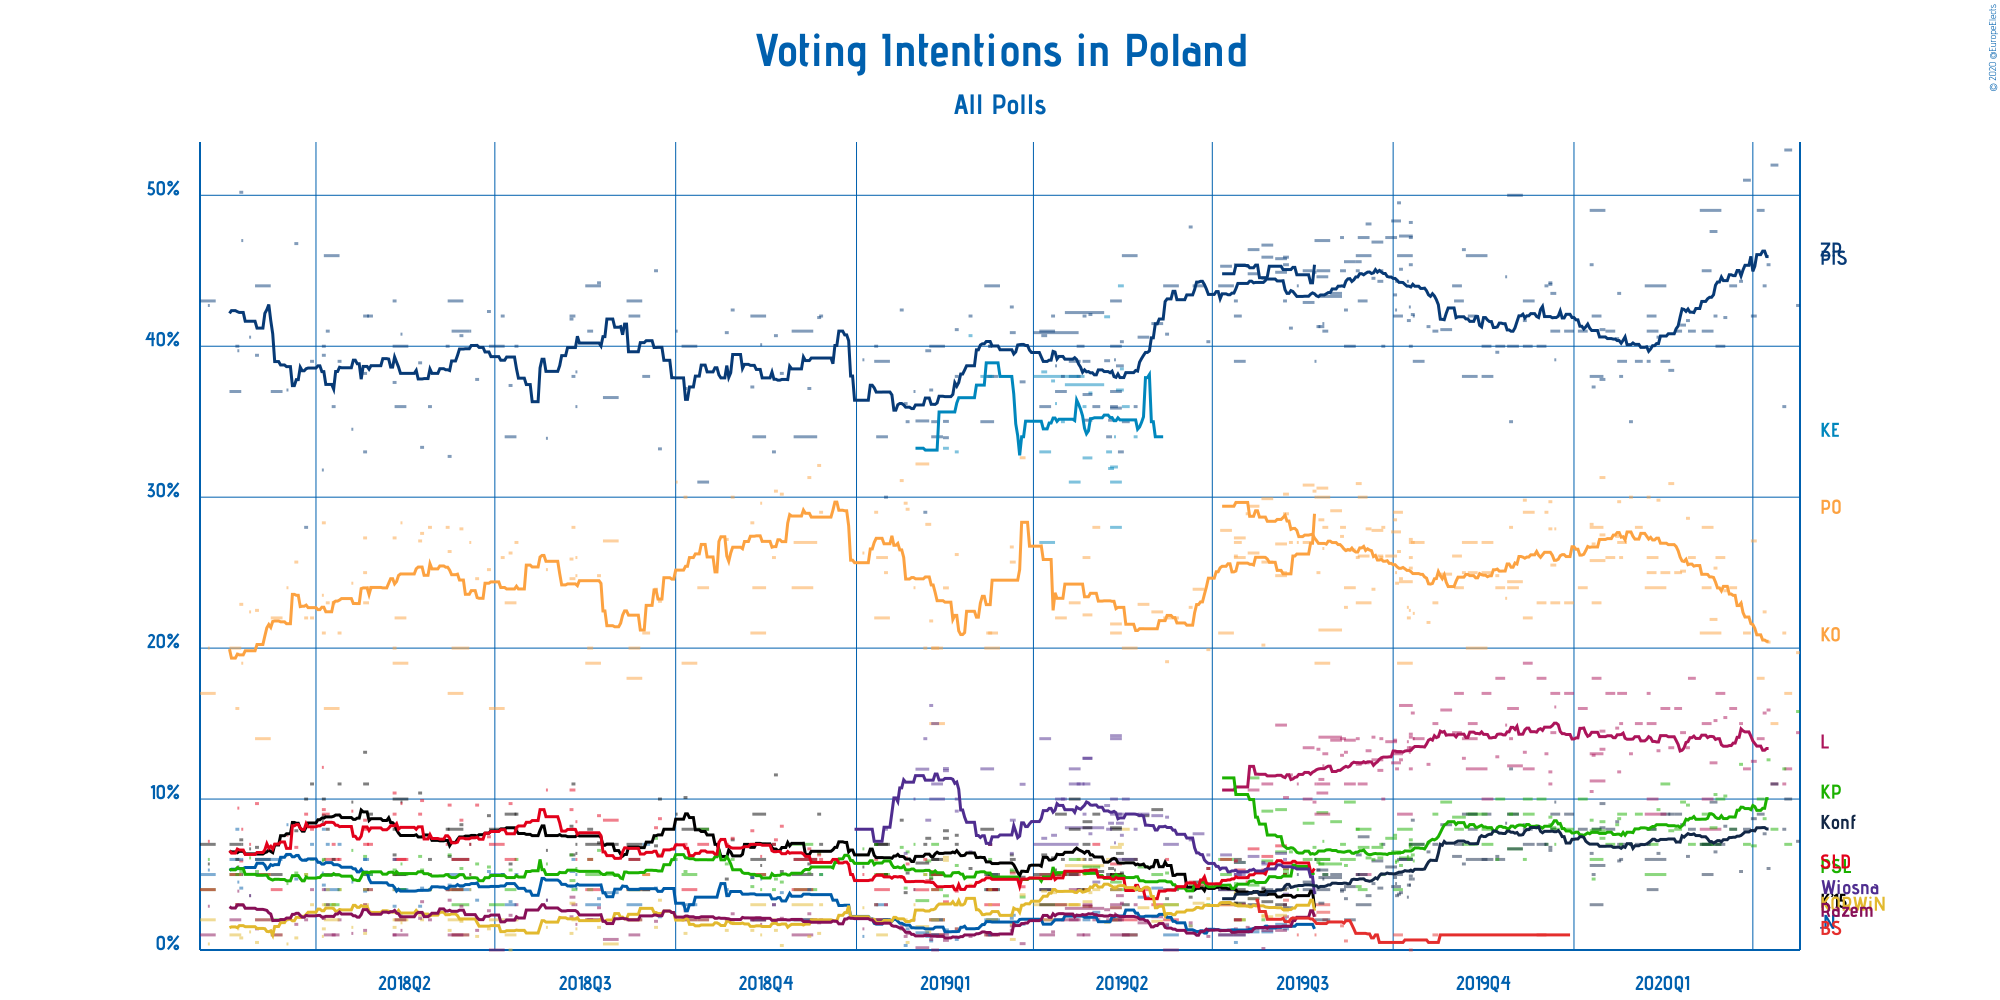 © 2020 @EuropeElects
Voting Intentions in Poland
All Polls
50%
40%
30%
20%
10%
0%
ZP
PiS
KE
PO
KO
L
KP
Konf
SLD
PSL
Wiosna
KORWiN
Razem
N
BS
2018Q2
2018Q3
2018Q4
2019Q1
2019Q2
2019Q3
2019Q4
2020Q1